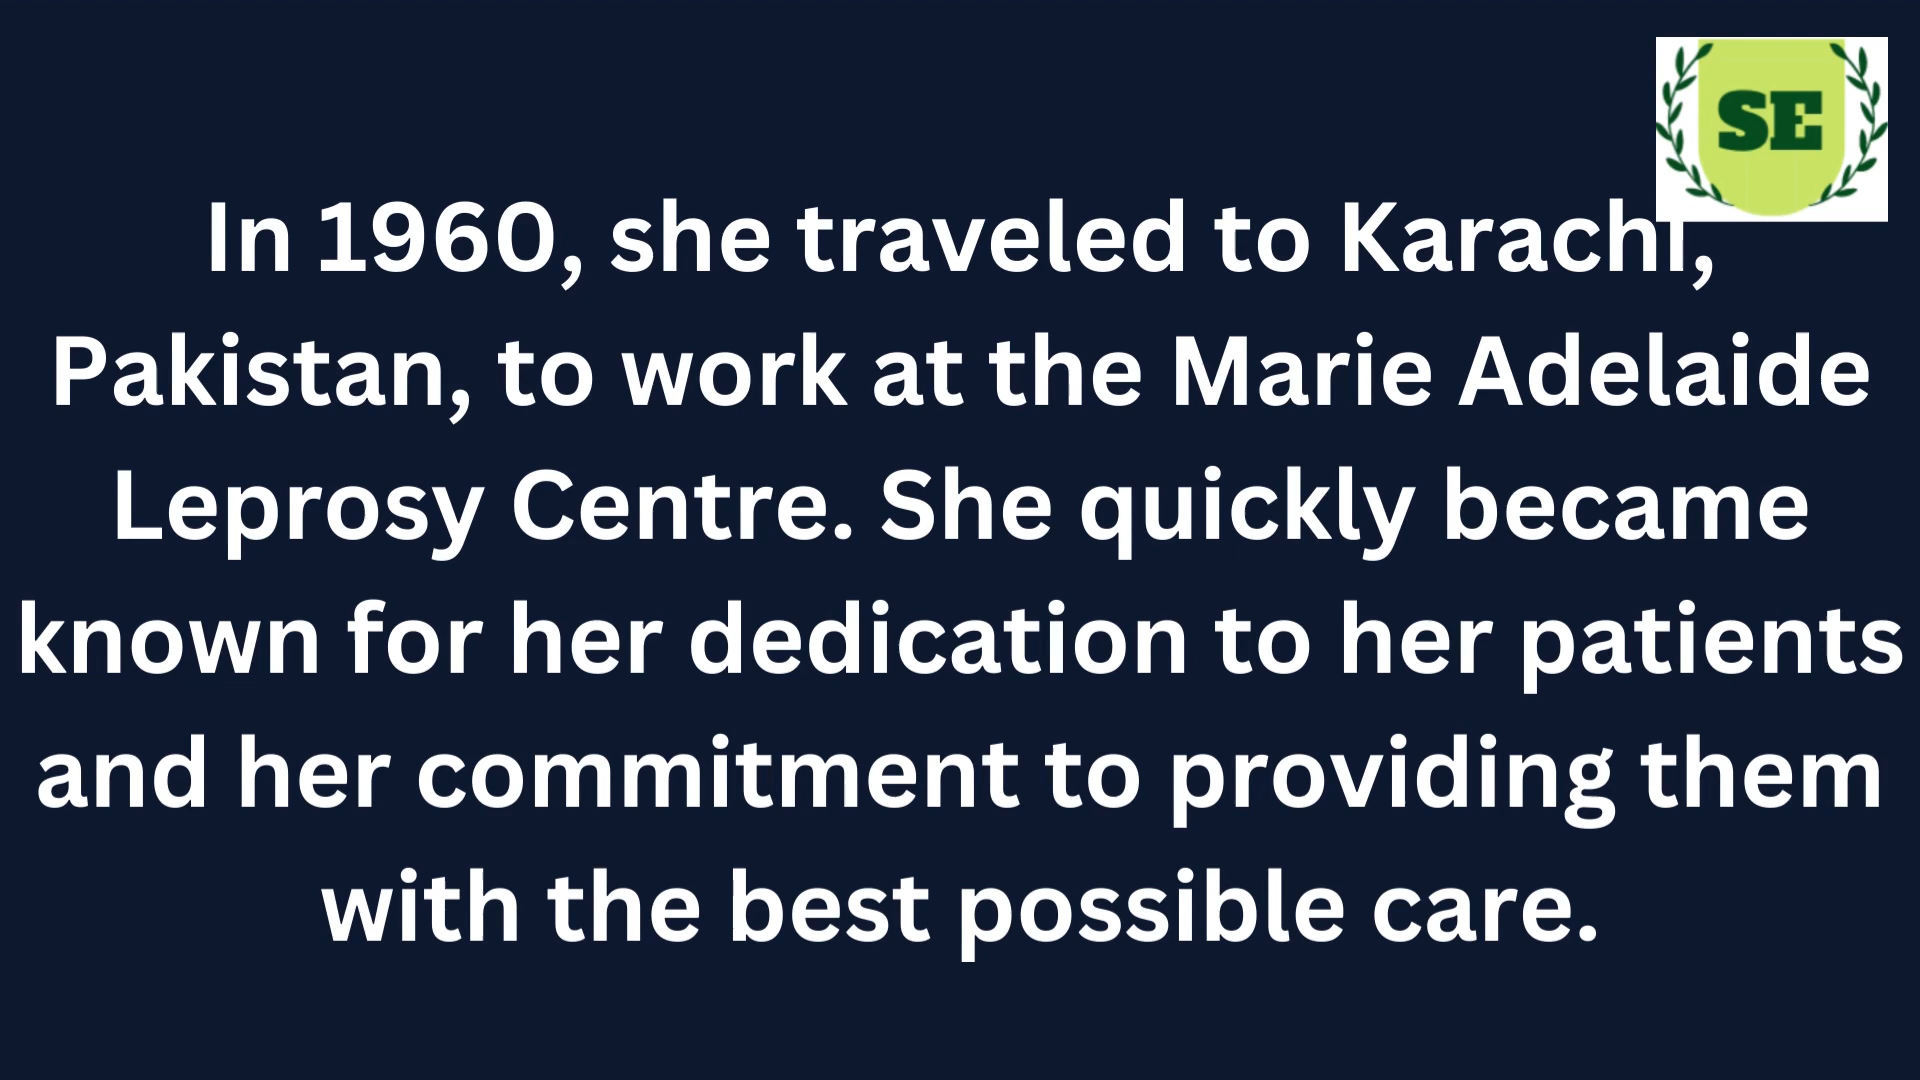 SE
In 1960, she traveled to Karachi,
Pakistan, to work at the Marie Adelaide
Leprosy Centre. She quickly became
known for her dedication to her patients
and her commitment to providing them
with the best possible care.